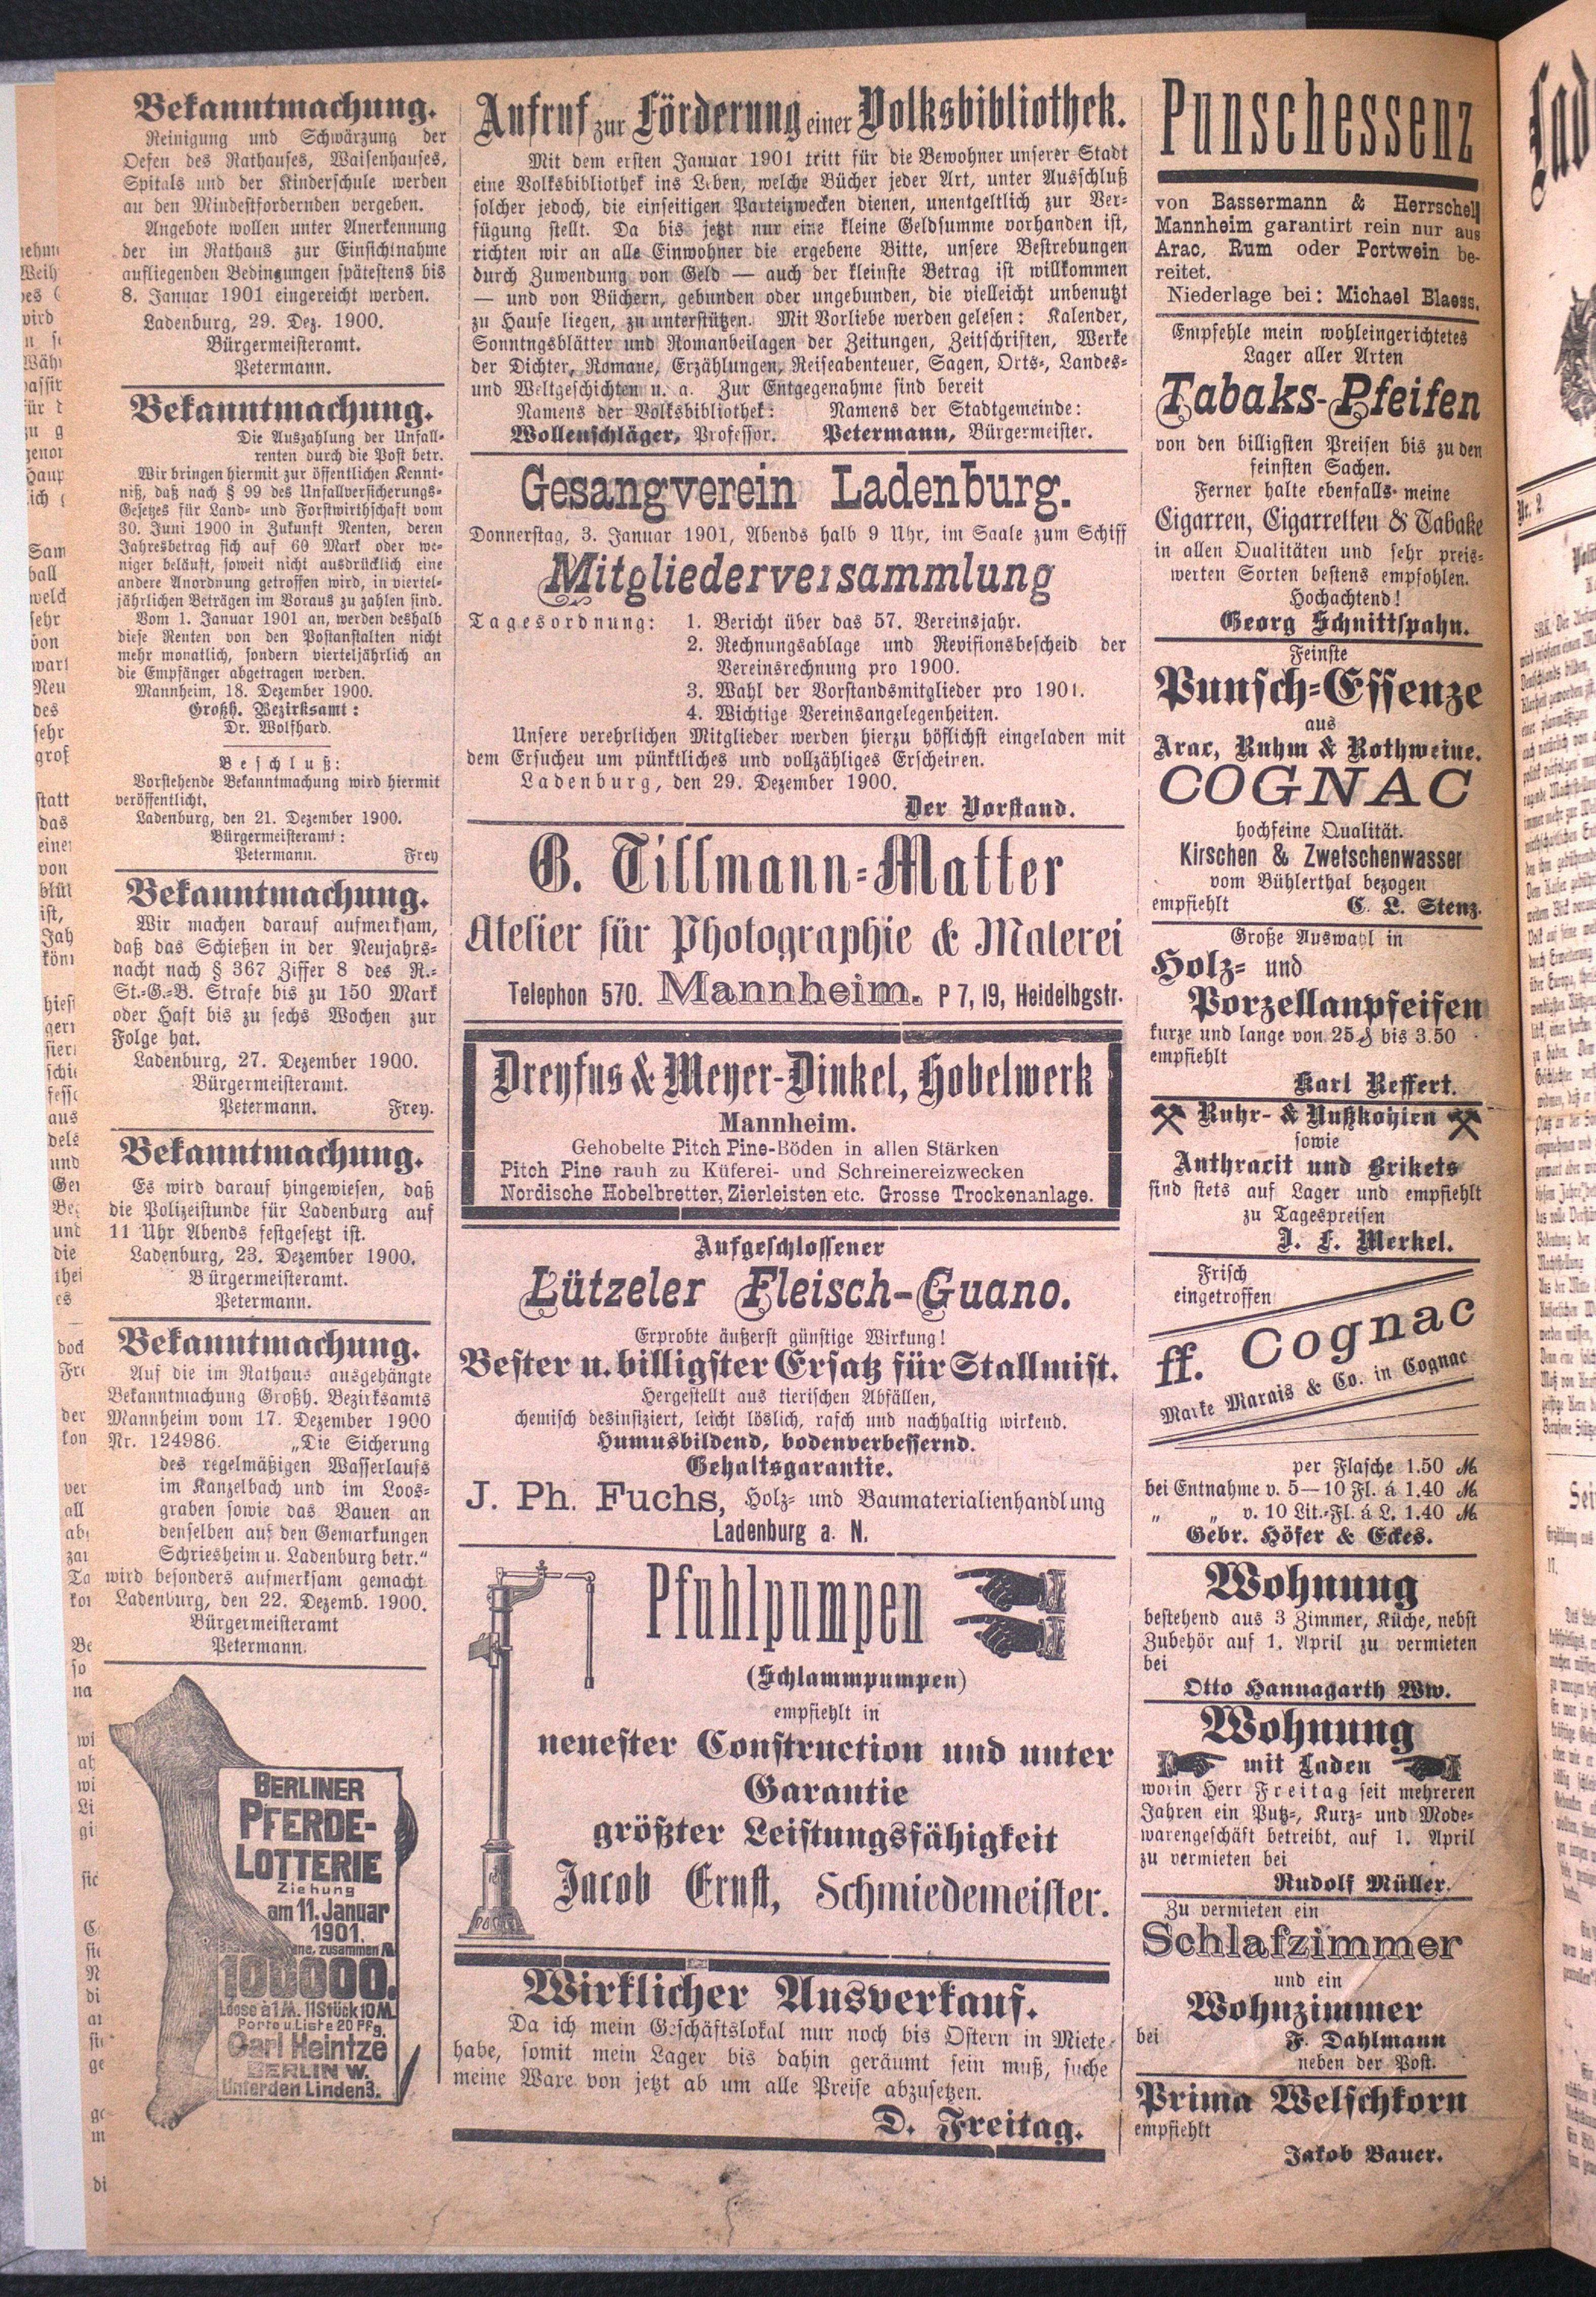 Bekanntmachung.
Reinigung und Schwärzung der
Oefen des Rathauses, Waisenhauses,
Spitals und der Kinderschule werden
an den Mindestfordernden vergeben.
Angebote wollen unter Anerkennung
der im Rathaus zur Einsichtnahme
aufliegenden Bedingungen spätestens bis
8. Januar 1901 eingereicht werden.
Ladenburg, 29. Dez. 1900.
Bürgermeisteramt.
Petermann.
Bekanntmachung.
Die Auszahlung der Unfall-
renten durch die Post betr.
Wir bringen hiermit zur öffentlichen Kennt-
niß, daß nach § 99 des Unfallversicherungs-
Gesetzes für Land- und Forstwirthschaft vom
30. Juni 1900 in Zukunft Renten, deren
Jahresbetrag sich auf 60 Mark oder we-
niger beläuft, soweit nicht ausdrücklich eine
andere Anordnung getroffen wird, in viertel-
jährlichen Beträgen im Voraus zu zahlen sind.
Vom 1. Januar 1901 an, werden deshalb
diese Renten von den Postanstalten nicht
mehr monatlich, sondern vierteljährlich an
die Empfänger abgetragen werden.
Mannheim, 18. Dezember 1900.
Großh. Bezirksamt:
Dr. Wolfhard.
Beschluß:
Vorstehende Bekanntmachung wird hiermit
veröffentlicht.
Ladenburg, den 21. Dezember 1900.
Bürgermeisteramt:
Petermann. Frey
Bekanntmachung.
Wir machen darauf aufmerksam,
daß das Schießen in der Neujahrs-
nacht nach § 367 Ziffer 8 des R.-
St.-G.-B. Strafe bis zu 150 Mark
oder Haft bis zu sechs Wochen zur
Folge hat.
Ladenburg, 27. Dezember 1900.
Bürgermeisteramt.
Petermann. Frey.
Bekanntmachung.
Es wird darauf hingewiesen, daß
die Polizeistunde für Ladenburg auf
11 Uhr Abends festgesetzt ist.
Ladenburg, 23. Dezember 1900.
Bürgermeisteramt.
Petermann.
Bekanntmachung.
Auf die im Rathaus ausgehängte
Bekanntmachung Großh. Bezirksamts
Mannheim vom 17. Dezember 1900
Nr. 124986. „Die Sicherung
des regelmäßigen Wasserlaufs
im Kanzelbach und im Loos-
graben sowie das Bauen an
denselben auf den Gemarkungen
Schriesheim u. Ladenburg betr.“
wird besonders aufmerksam gemacht
Ladenburg, den 22. Dezemb. 1900.
Bürgermeisteramt
Petermann.
BERLINER
PFERDE-
LOTTERIE
Ziehung
am 11. Januar
1901.
zusammen M.
100000.
Loose à 1 M. 11 Stück 10 M.
Porto u. Liste 20 Pfg.
Carl Heintze
BERLIN W.
Unter den Linden 3.
Aufruf zur Förderung einer Volksbibliothek.
Mit dem ersten Januar 1901 tritt für die Bewohner unserer Stadt
eine Volksbibliothek ins Leben, welche Bücher jeder Art, unter Ausschluß
solcher jedoch, die einseitigen Parteizwecken dienen, unentgeltlich zur Ver-
fügung stellt. Da bis jetzt nur eine kleine Geldsumme vorhanden ist,
richten wir an alle Einwohner die ergebene Bitte, unsere Bestrebungen
durch Zuwendung von Geld — auch der kleinste Betrag ist willkommen
— und von Büchern, gebunden oder ungebunden, die vielleicht unbenutzt
zu Hause liegen, zu unterstützen. Mit Vorliebe werden gelesen: Kalender,
Sonntngsblätter und Romanbeilagen der Zeitungen, Zeitschriften, Werke
der Dichter, Romane, Erzählungen, Reiseabenteuer, Sagen, Orts-, Landes-
und Weltgeschichten u. a. Zur Entgegenahme sind bereit
Namens der Volksbibliothek: Namens der Stadtgemeinde:
Wollenschläger, Professor. Petermann, Bürgermeister.
Gesangverein Ladenburg.
Donnerstag, 3. Januar 1901, Abends halb 9 Uhr, im Saale zum Schiff
Mitgliederversammlung
Tagesordnung: 1. Bericht über das 57. Vereinsjahr.
2. Rechnungsablage und Revisionsbescheid der
Vereinsrechnung pro 1900.
3. Wahl der Vorstandsmitglieder pro 1901.
4. Wichtige Vereinsangelegenheiten.
Unsere verehrlichen Mitglieder werden hierzu höflichst eingeladen mit
dem Ersuchen um pünktliches und vollzähliges Erscheinen.
Ladenburg, den 29. Dezember 1900.
Der Vorstand.
G. Tillmann-Matter
Atelier für Photographie & Malerei
Telephon 570. Mannheim. P 7, 19, Heidelbgstr.
Dreyfus & Meyer-Dinkel, Hobelwerk
Mannheim.
Gehobelte Pitch Pine-Böden in allen Stärken
Pitch Pine rauh zu Küferei- und Schreinereizwecken
Nordische Hobelbretter, Zierleisten etc. Grosse Trockenanlage.
Aufgeschlossener
Lützeler Fleisch-Guano.
Erprobte äußerst günstige Wirkung!
Bester u. billigster Ersatz für Stallmist.
Hergestellt aus tierischen Abfällen,
chemisch desinfiziert, leicht löslich, rasch und nachhaltig wirkend.
Humusbildend, bodenverbessernd.
Gehaltsgarantie.
J. Ph. Fuchs, Holz- und Baumaterialienhandlung
Ladenburg a. N.
Pfuhlpumpen
(Schlammpumpen)
empfiehlt in
neuester Construction und unter
Garantie
größter Leistungsfähigkeit
Jacob Ernst, Schmiedemeister.
Wirklicher Ausverkauf.
Da ich mein Geschäftslokal nur noch bis Ostern in Miete
habe, somit mein Lager bis dahin geräumt sein muß, suche
meine Ware von jetzt ab um alle Preise abzusetzen.
D. Freitag.
Punschessenz
von Bassermann & Herrschel
Mannheim garantirt rein nur aus
Arac, Rum oder Portwein be-
reitet.
Niederlage bei: Michael Blaess.
Empfehle mein wohleingerichtetes
Lager aller Arten
Tabaks-Pfeifen
von den billigsten Preisen bis zu den
feinsten Sachen.
Ferner halte ebenfalls meine
Cigarren, Cigarretten & Tabake
in allen Qualitäten und sehr preis-
werten Sorten bestens empfohlen.
Hochachtend!
Georg Schnittspahn.
Feinste
Punsch-Essenze
aus
Arac, Ruhm & Rothweine.
COGNAC
hochfeine Qualität.
Kirschen & Zwetschenwasser
vom Bühlerthal bezogen
empfiehlt C. L. Stenz.
Große Auswahl in
Holz- und
Porzellanpfeifen
kurze und lange von 25 ₰ bis 3.50
empfiehlt
Karl Reffert.
Ruhr- & Nußkohlen
sowie
Anthracit und Brikets
sind stets auf Lager und empfiehlt
zu Tagespreisen
J. F. Merkel.
Frisch
eingetroffen
ff. Cognac
Marke Marais & Co. in Cognac
per Flasche 1.50 M
bei Entnahme v. 5—10 Fl. á 1.40 M
„ „ v. 10 Lit.-Fl. á L. 1.40 M
Gebr. Höfer & Eckes.
Wohnung
bestehend aus 3 Zimmer, Küche, nebst
Zubehör auf 1. April zu vermieten
bei
Otto Hannagarth Ww.
Wohnung
mit Laden
worin Herr Freitag seit mehreren
Jahren ein Putz-, Kurz- und Mode-
warengeschäft betreibt, auf 1. April
zu vermieten bei
Rudolf Müller.
Zu vermieten ein
Schlafzimmer
und ein
Wohnzimmer
bei F. Dahlmann
neben der Post.
Prima Welschkorn
empfiehlt
Jakob Bauer.